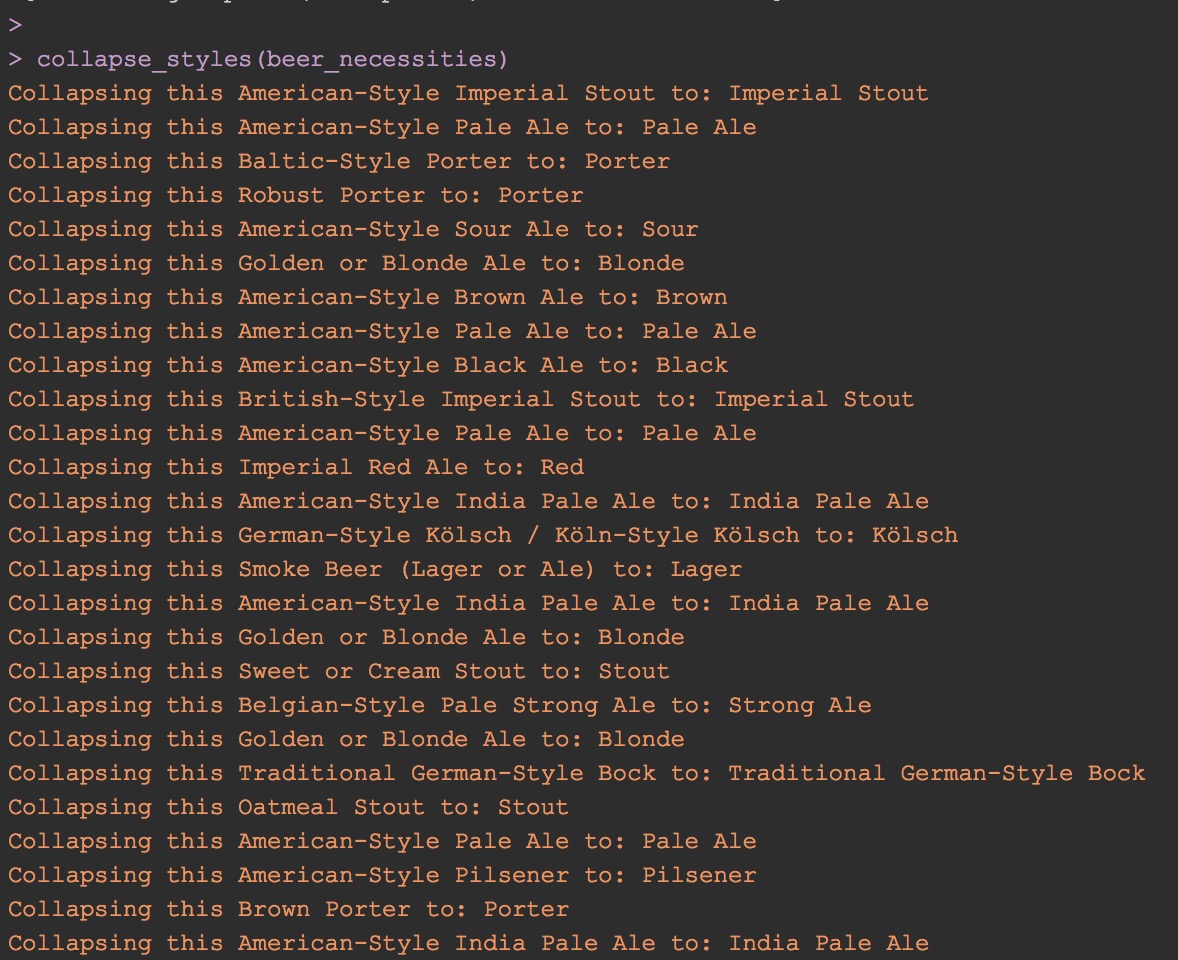 >
> collapse_styles(beer_necessities)
Collapsing this American-Style Imperial Stout to: Imperial Stout
Collapsing this American-Style Pale Ale to: Pale Ale
Collapsing this Baltic-Style Porter to: Porter
Collapsing this Robust Porter to: Porter
Collapsing this American-Style Sour Ale to: Sour
Collapsing this Golden or Blonde Ale to: Blonde
Collapsing this American-Style Brown Ale to: Brown
Collapsing this American-Style Pale Ale to: Pale Ale
Collapsing this American-Style Black Ale to: Black
Collapsing this British-Style Imperial Stout to: Imperial Stout
Collapsing this American-Style Pale Ale to: Pale Ale
Collapsing this Imperial Red Ale to: Red
Collapsing this American-Style India Pale Ale to: India Pale Ale
Collapsing this German-Style Kölsch / Köln-Style Kölsch to: Kölsch
Collapsing this Smoke Beer (Lager or Ale) to: Lager
Collapsing this American-Style India Pale Ale to: India Pale Ale
Collapsing this Golden or Blonde Ale to: Blonde
Collapsing this Sweet or Cream Stout to: Stout
Collapsing this Belgian-Style Pale Strong Ale to: Strong Ale
Collapsing this Golden or Blonde Ale to: Blonde
Collapsing this Traditional German-Style Bock to: Traditional German-Style Bock
Collapsing this Oatmeal Stout to: Stout
Collapsing this American-Style Pale Ale to: Pale Ale
Collapsing this American-Style Pilsener to: Pilsener
Collapsing this Brown Porter to: Porter
Collapsing this American-Style India Pale Ale to: India Pale Ale